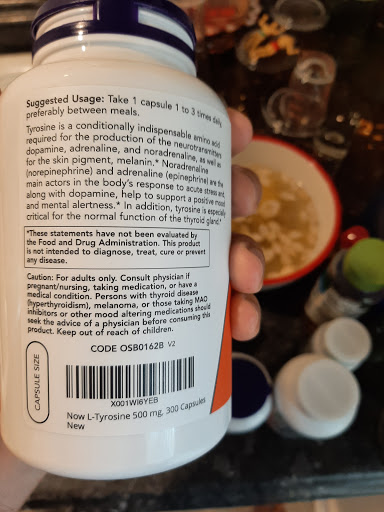 Suggested Usage: Take 1 capsule 1 to 3 times daily
preferably between meals.
Tyrosine is a conditionally indispensable amino acid
required for the production of the neurotransmitters
dopamine, adrenaline, and noradrenaline, as well as
for the skin pigment, melanin.* Noradrenaline
(norepinephrine) and adrenaline (epinephrine) are the
main actors in the body's response to acute stress and,
along with dopamine, help to support a positive mood
and mental alertness.* In addition, tyrosine is especially
critical for the normal function of the thyroid gland.*
*These statements have not been evaluated by
the Food and Drug Administration. This product
is not intended to diagnose, treat, cure or prevent
any disease.
Caution: For adults only. Consult physician if
pregnant/nursing, taking medication, or have a
medical condition. Persons with thyroid disease
(hyperthyroidism), melanoma, or those taking MAO
inhibitors or other mood altering medications should
seek the advice of a physician before consuming this
product. Keep out of reach of children.
CODE OSB0162B V2
CAPSULE SIZE
X001WI6YEB
Now L-Tyrosine 500 mg, 300 Capsules
New